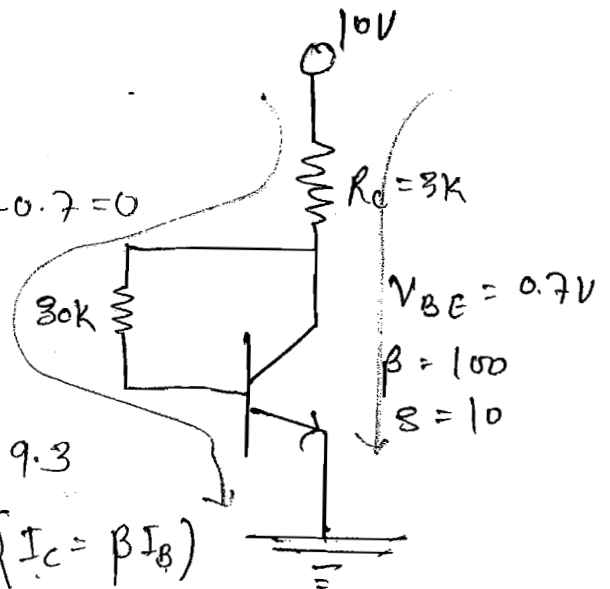 10V
-0.7=0
Rc=3K
30K
VBE = 0.7V
β = 100
S = 10
9.3
(IC = βIB)